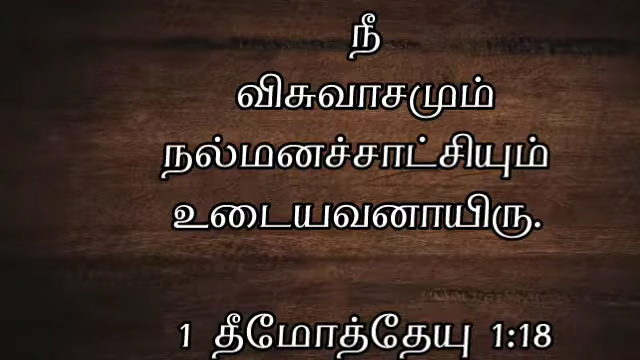 நீ
விசுவாசமும்
நல்மனச்சாட்சியும்
உடையவனாயிரு.
1 தீமோத்தேயு 1:18